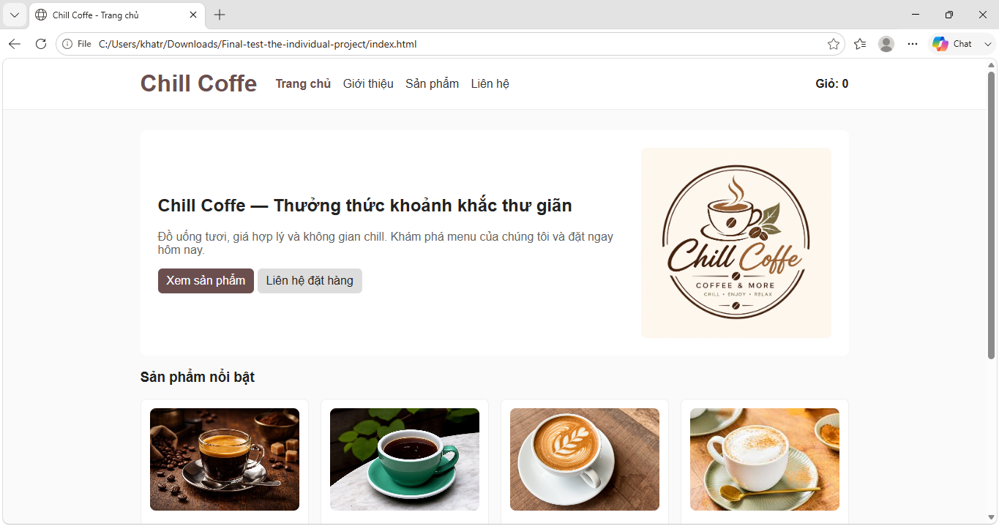 Chill Coffe - Trang chủ
File C:/Users/khatr/Downloads/Final-test-the-individual-project/index.html
Chat
Chill Coffe Trang chủ Giới thiệu Sản phẩm Liên hệ Giỏ: 0
Chill Coffe — Thưởng thức khoảnh khắc thư giãn
Đồ uống tươi, giá hợp lý và không gian chill. Khám phá menu của chúng tôi và đặt ngay
hôm nay.
Xem sản phẩm Liên hệ đặt hàng
Chill Coffe
COFFEE & MORE
CHILL • ENJOY • RELAX
Sản phẩm nổi bật